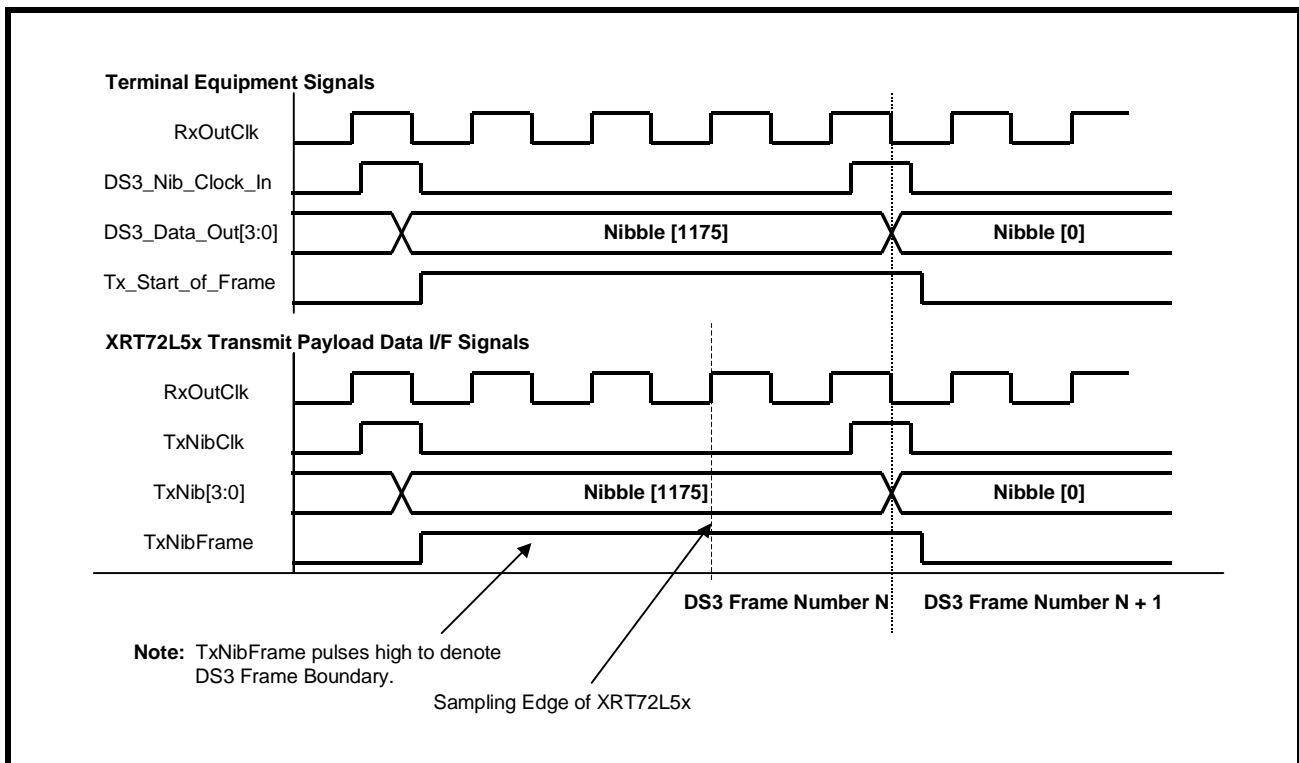 Terminal Equipment Signals
RxOutClk
DS3_Nib_Clock_In
DS3_Data_Out[3:0]
Nibble [1175]
Nibble [0]
Tx_Start_of_Frame
XRT72L5x Transmit Payload Data I/F Signals
RxOutClk
TxNibClk
TxNib[3:0]
Nibble [1175]
Nibble [0]
TxNibFrame
DS3 Frame Number N
DS3 Frame Number N + 1
Note: TxNibFrame pulses high to denote
DS3 Frame Boundary.
Sampling Edge of XRT72L5x